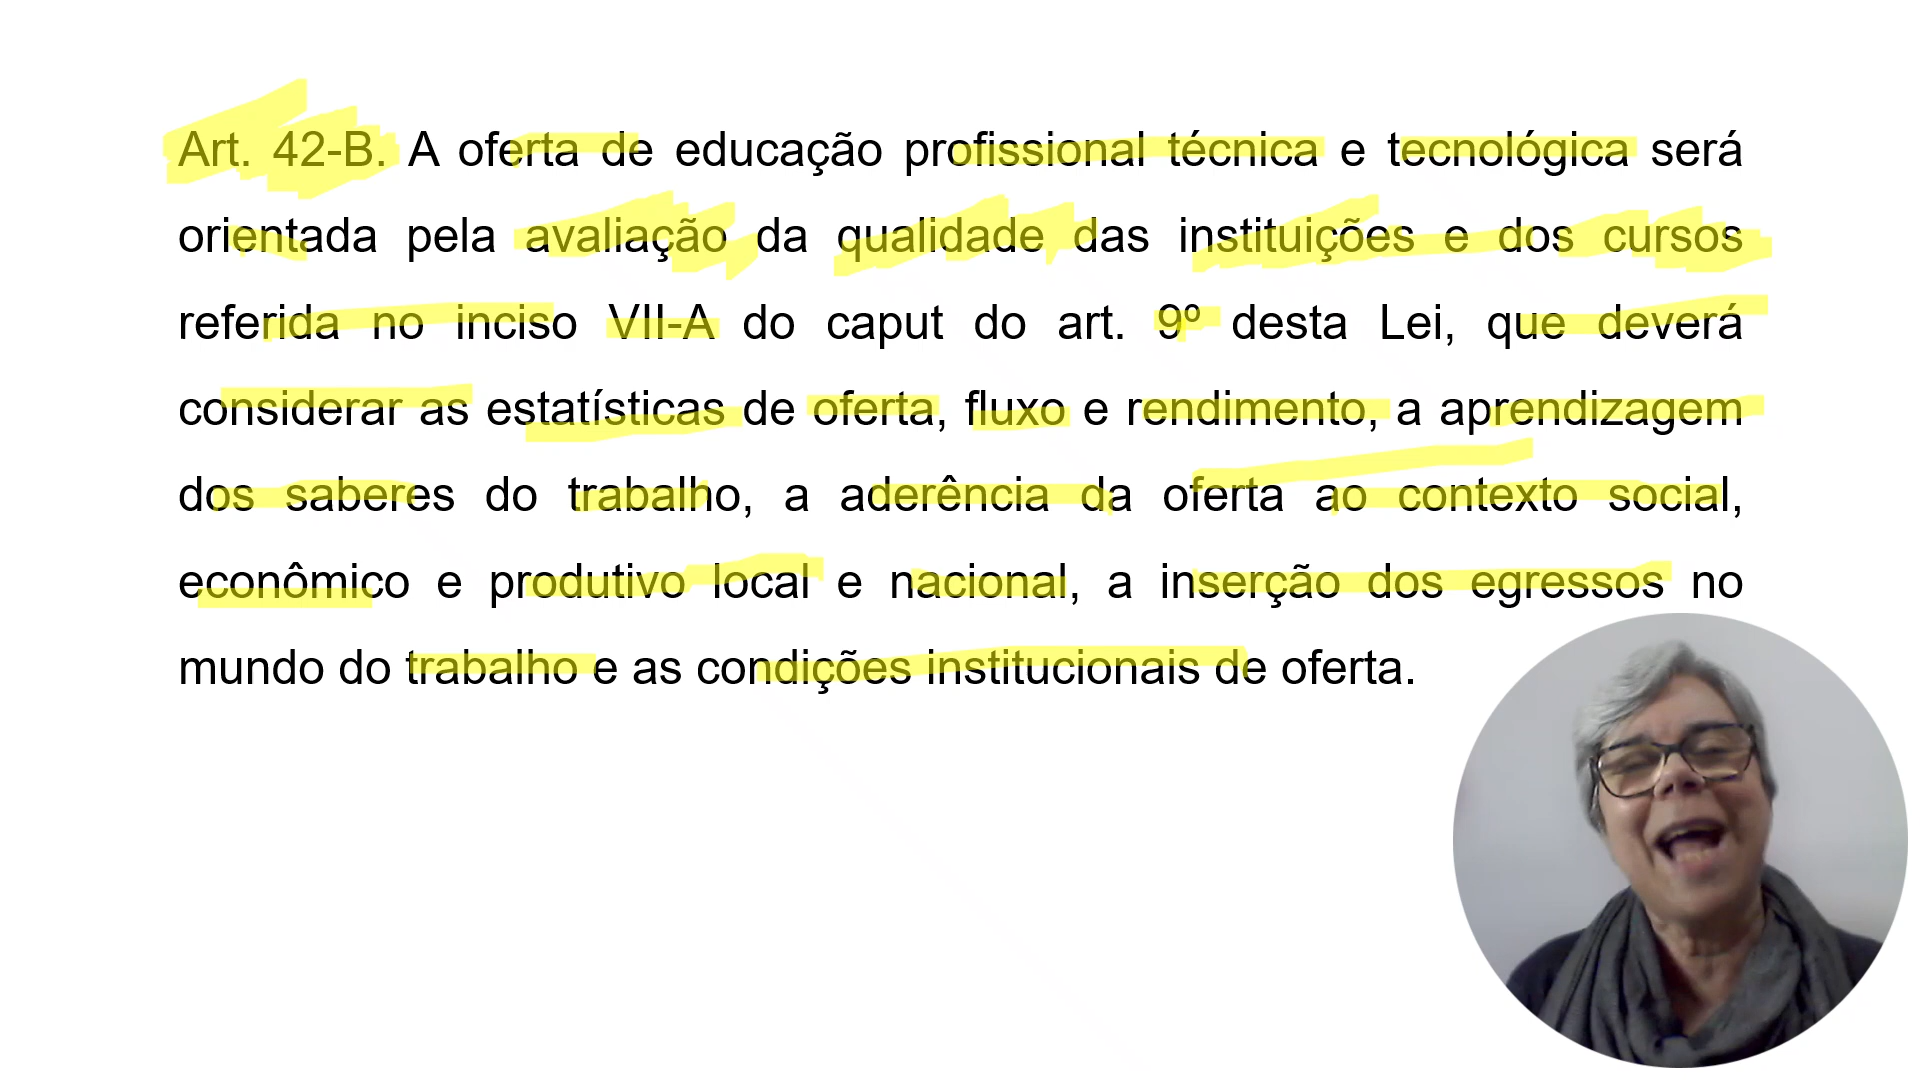 Art. 42-B. A oferta de educação profissional técnica e tecnológica será
orientada pela avaliação da qualidade das instituições e dos cursos
referida no inciso VII-A do caput do art. 9º desta Lei, que deverá
considerar as estatísticas de oferta, fluxo e rendimento, a aprendizagem
dos saberes do trabalho, a aderência da oferta ao contexto social,
econômico e produtivo local e nacional, a inserção dos egressos no
mundo do trabalho e as condições institucionais de oferta.